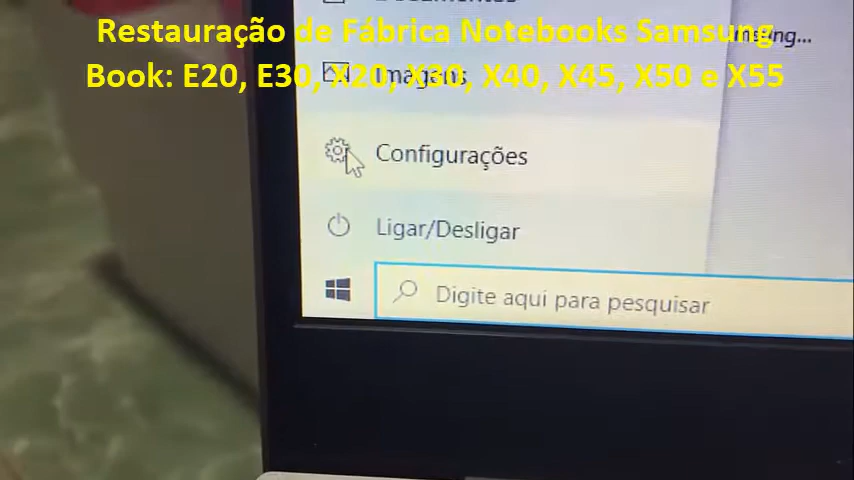 Restauração de Fábrica Notebooks Samsung
Book: E20, E30, X20, X30, X40, X45, X50 e X55
Imagens
Configurações
Ligar/Desligar
Digite aqui para pesquisar